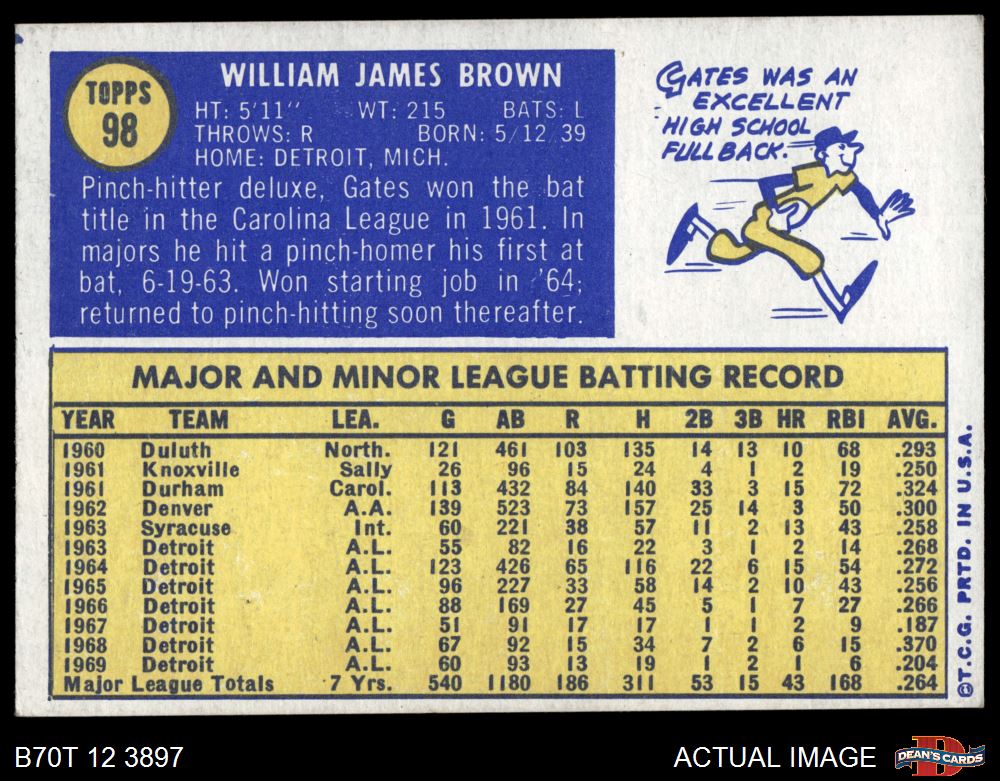 TOPPS
98
WILLIAM JAMES BROWN
HT: 5'11" WT: 215 BATS: L
THROWS: R BORN: 5/12/39
HOME: DETROIT, MICH.
Pinch-hitter deluxe, Gates won the bat
title in the Carolina League in 1961. In
majors he hit a pinch-homer his first at
bat, 6-19-63. Won starting job in '64;
returned to pinch-hitting soon thereafter.
GATES WAS AN
EXCELLENT
HIGH SCHOOL
FULLBACK.
MAJOR AND MINOR LEAGUE BATTING RECORD
YEAR TEAM LEA. G AB R H 2B 3B HR RBI AVG.
1960 Duluth North. 121 461 103 135 14 13 10 68 .293
1961 Knoxville Sally 26 96 15 24 4 1 2 19 .250
1961 Durham Carol. 113 432 84 140 33 3 15 72 .324
1962 Denver A.A. 139 523 73 157 25 14 3 50 .300
1963 Syracuse Int. 60 221 38 57 11 2 13 43 .258
1963 Detroit A.L. 55 82 16 22 3 1 2 14 .268
1964 Detroit A.L. 123 426 65 116 22 6 15 54 .272
1965 Detroit A.L. 96 227 33 58 14 2 10 43 .256
1966 Detroit A.L. 88 169 27 45 5 1 7 27 .266
1967 Detroit A.L. 51 91 17 17 1 1 2 9 .187
1968 Detroit A.L. 67 92 15 34 7 2 6 15 .370
1969 Detroit A.L. 60 93 13 19 1 2 1 6 .204
Major League Totals 7 Yrs. 540 1180 186 311 53 15 43 168 .264
©T.C.G. PRTD. IN U.S.A.
B70T 12 3897
ACTUAL IMAGE
DEAN'S CARDS